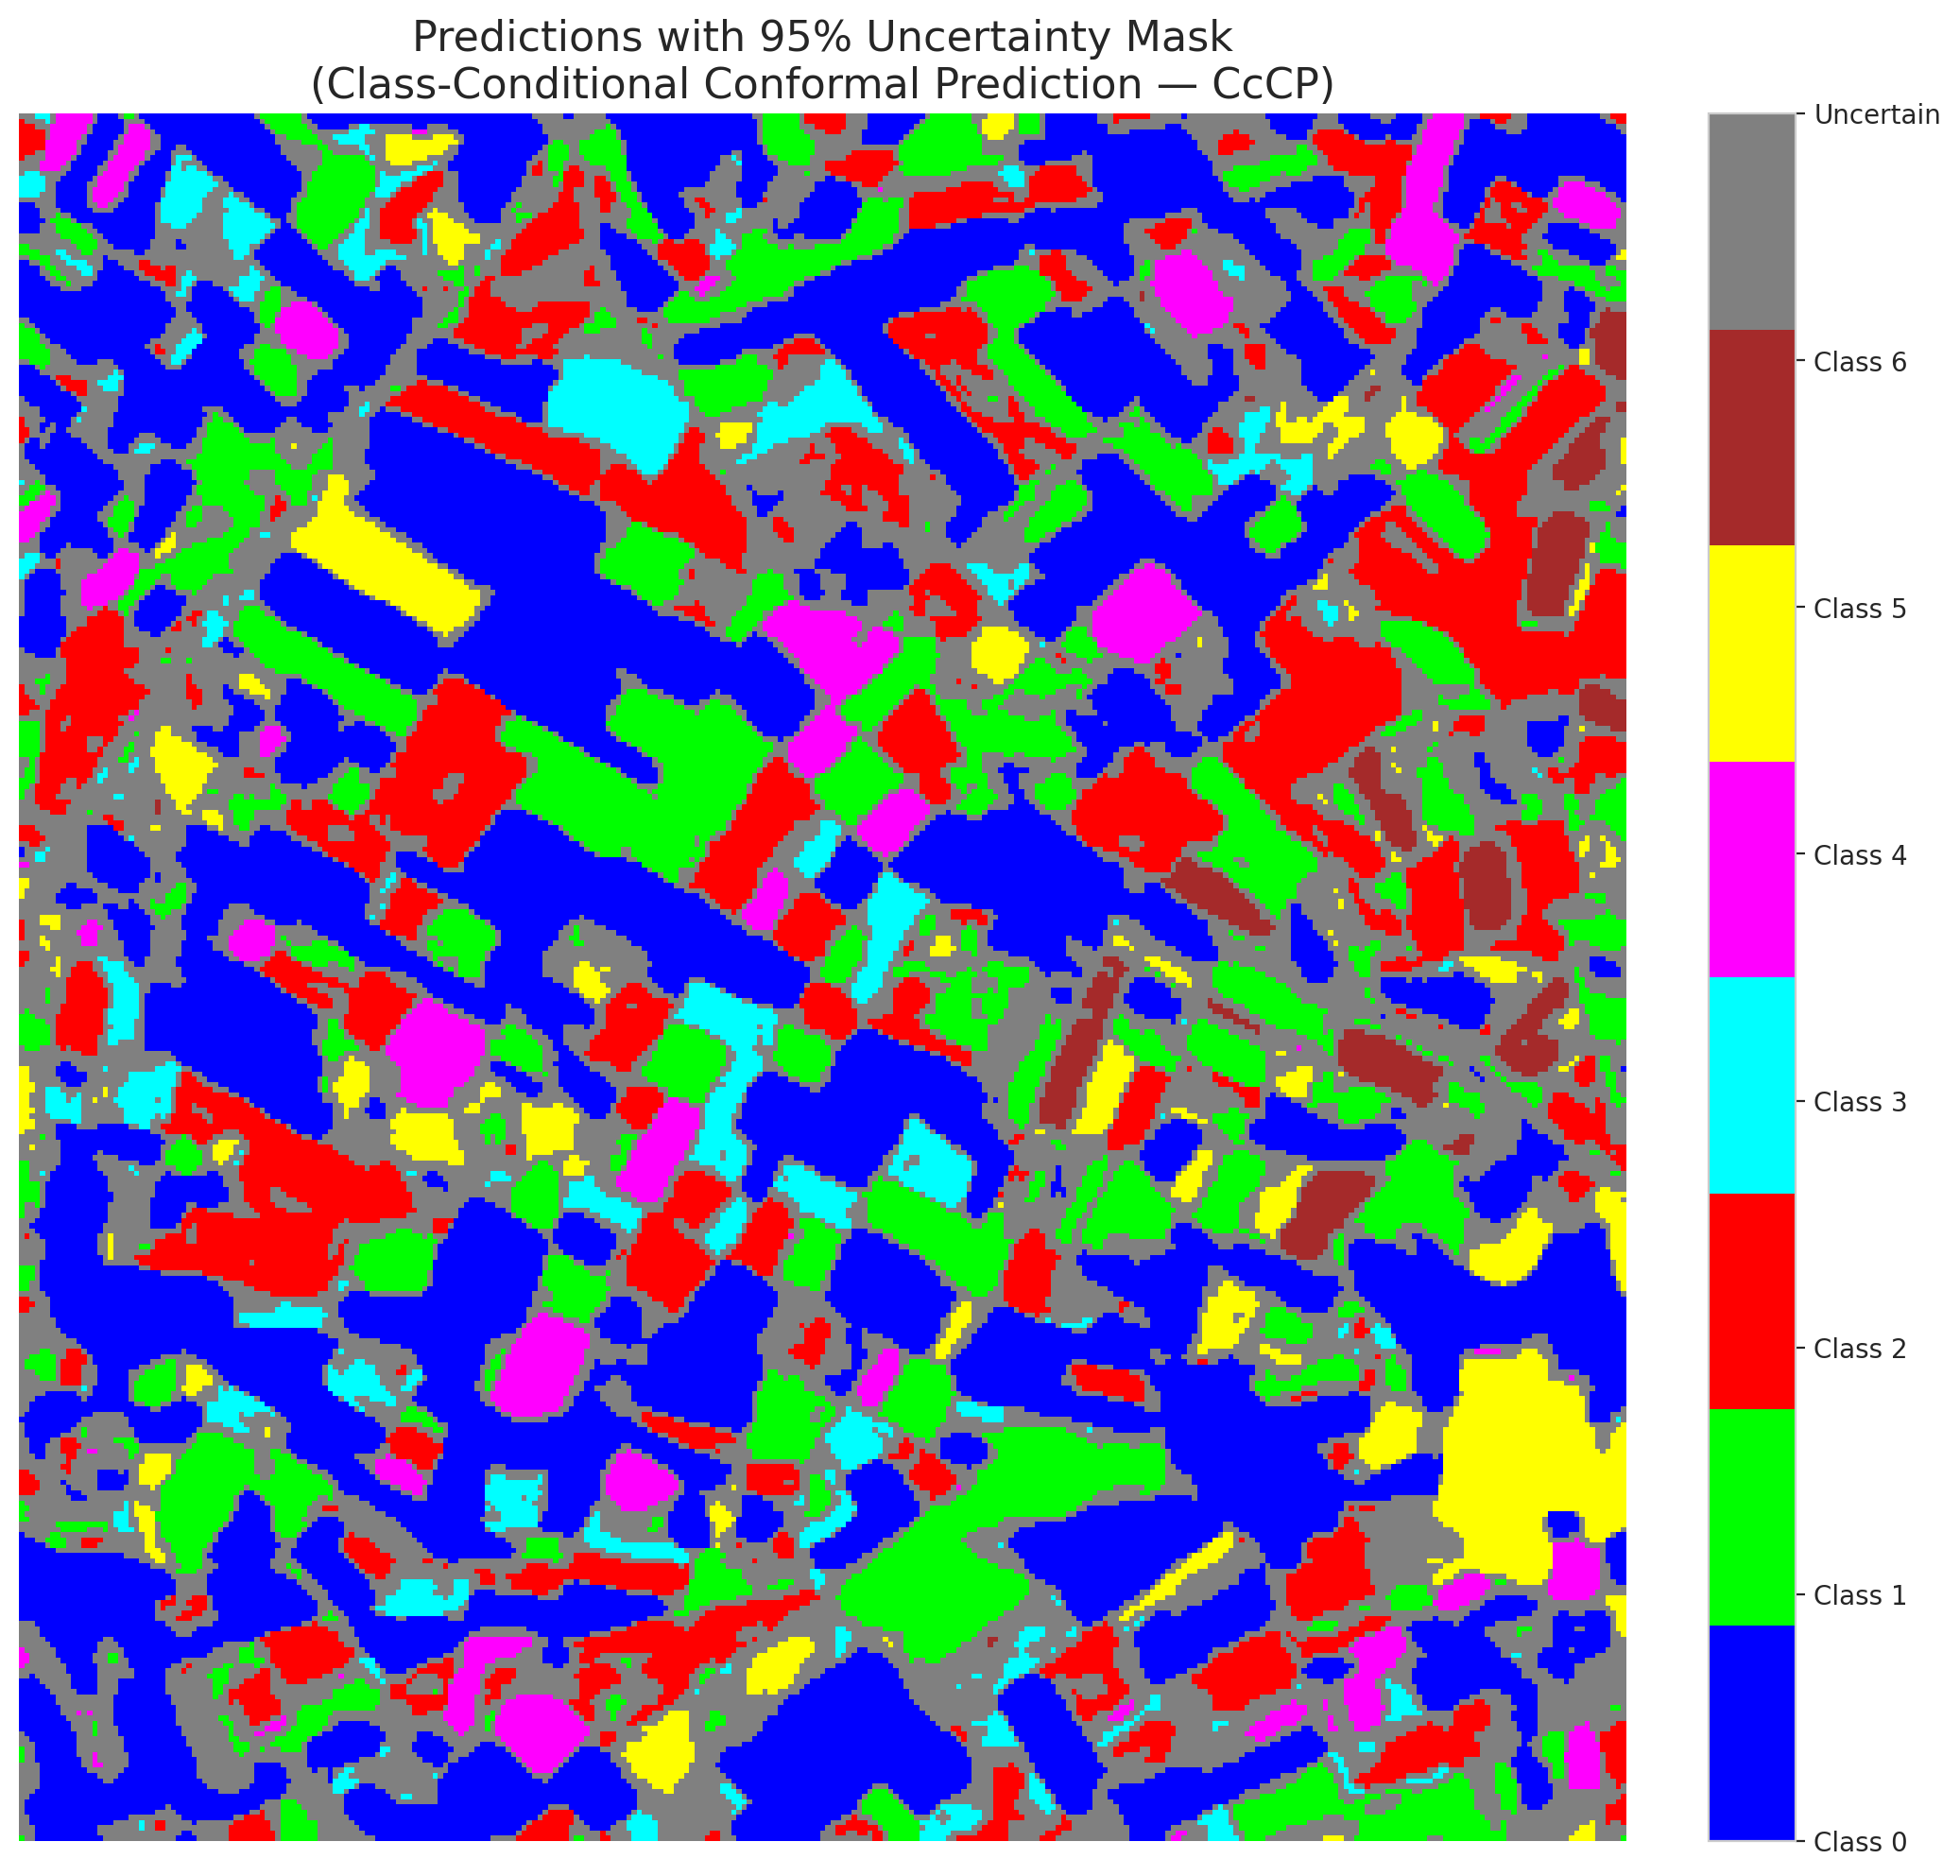 Predictions with 95% Uncertainty Mask
(Class-Conditional Conformal Prediction — CcCP)
Uncertain
Class 6
Class 5
Class 4
Class 3
Class 2
Class 1
Class 0